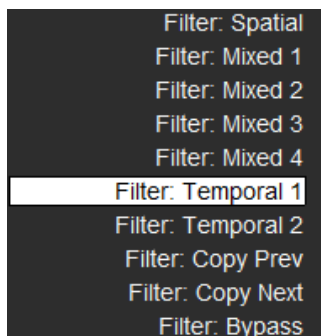 Filter: Spatial
Filter: Mixed 1
Filter: Mixed 2
Filter: Mixed 3
Filter: Mixed 4
Filter: Temporal 1
Filter: Temporal 2
Filter: Copy Prev
Filter: Copy Next
Filter: Bypass